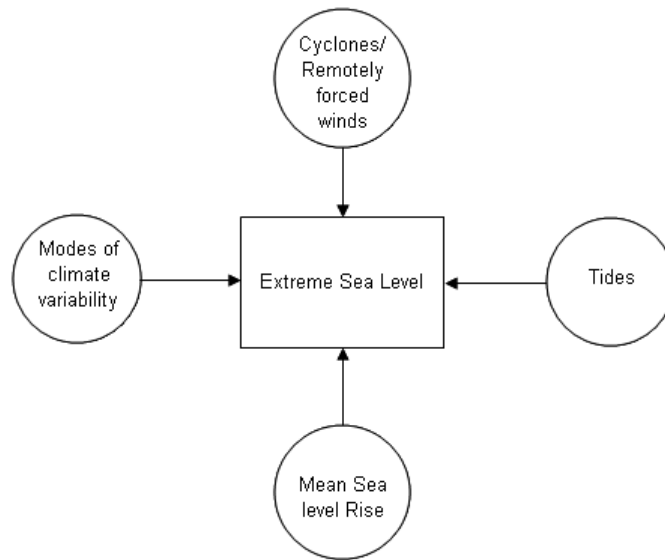 Cyclones/
Remotely
forced
winds
Modes of
climate
variability
Extreme Sea Level
Tides
Mean Sea
level Rise